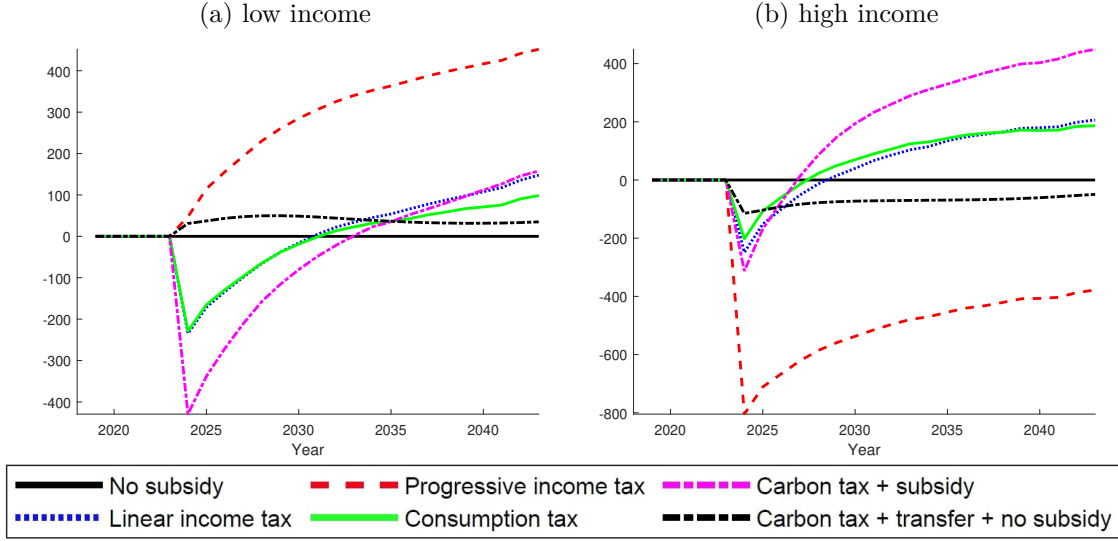 (a) low income
(b) high income
400
300
200
100
0
-100
-200
-300
-400
2020 2025 2030 2035 2040
Year
400
200
0
-200
-400
-600
-800
2020 2025 2030 2035 2040
Year
No subsidy
Progressive income tax
Carbon tax + subsidy
Linear income tax
Consumption tax
Carbon tax + transfer + no subsidy